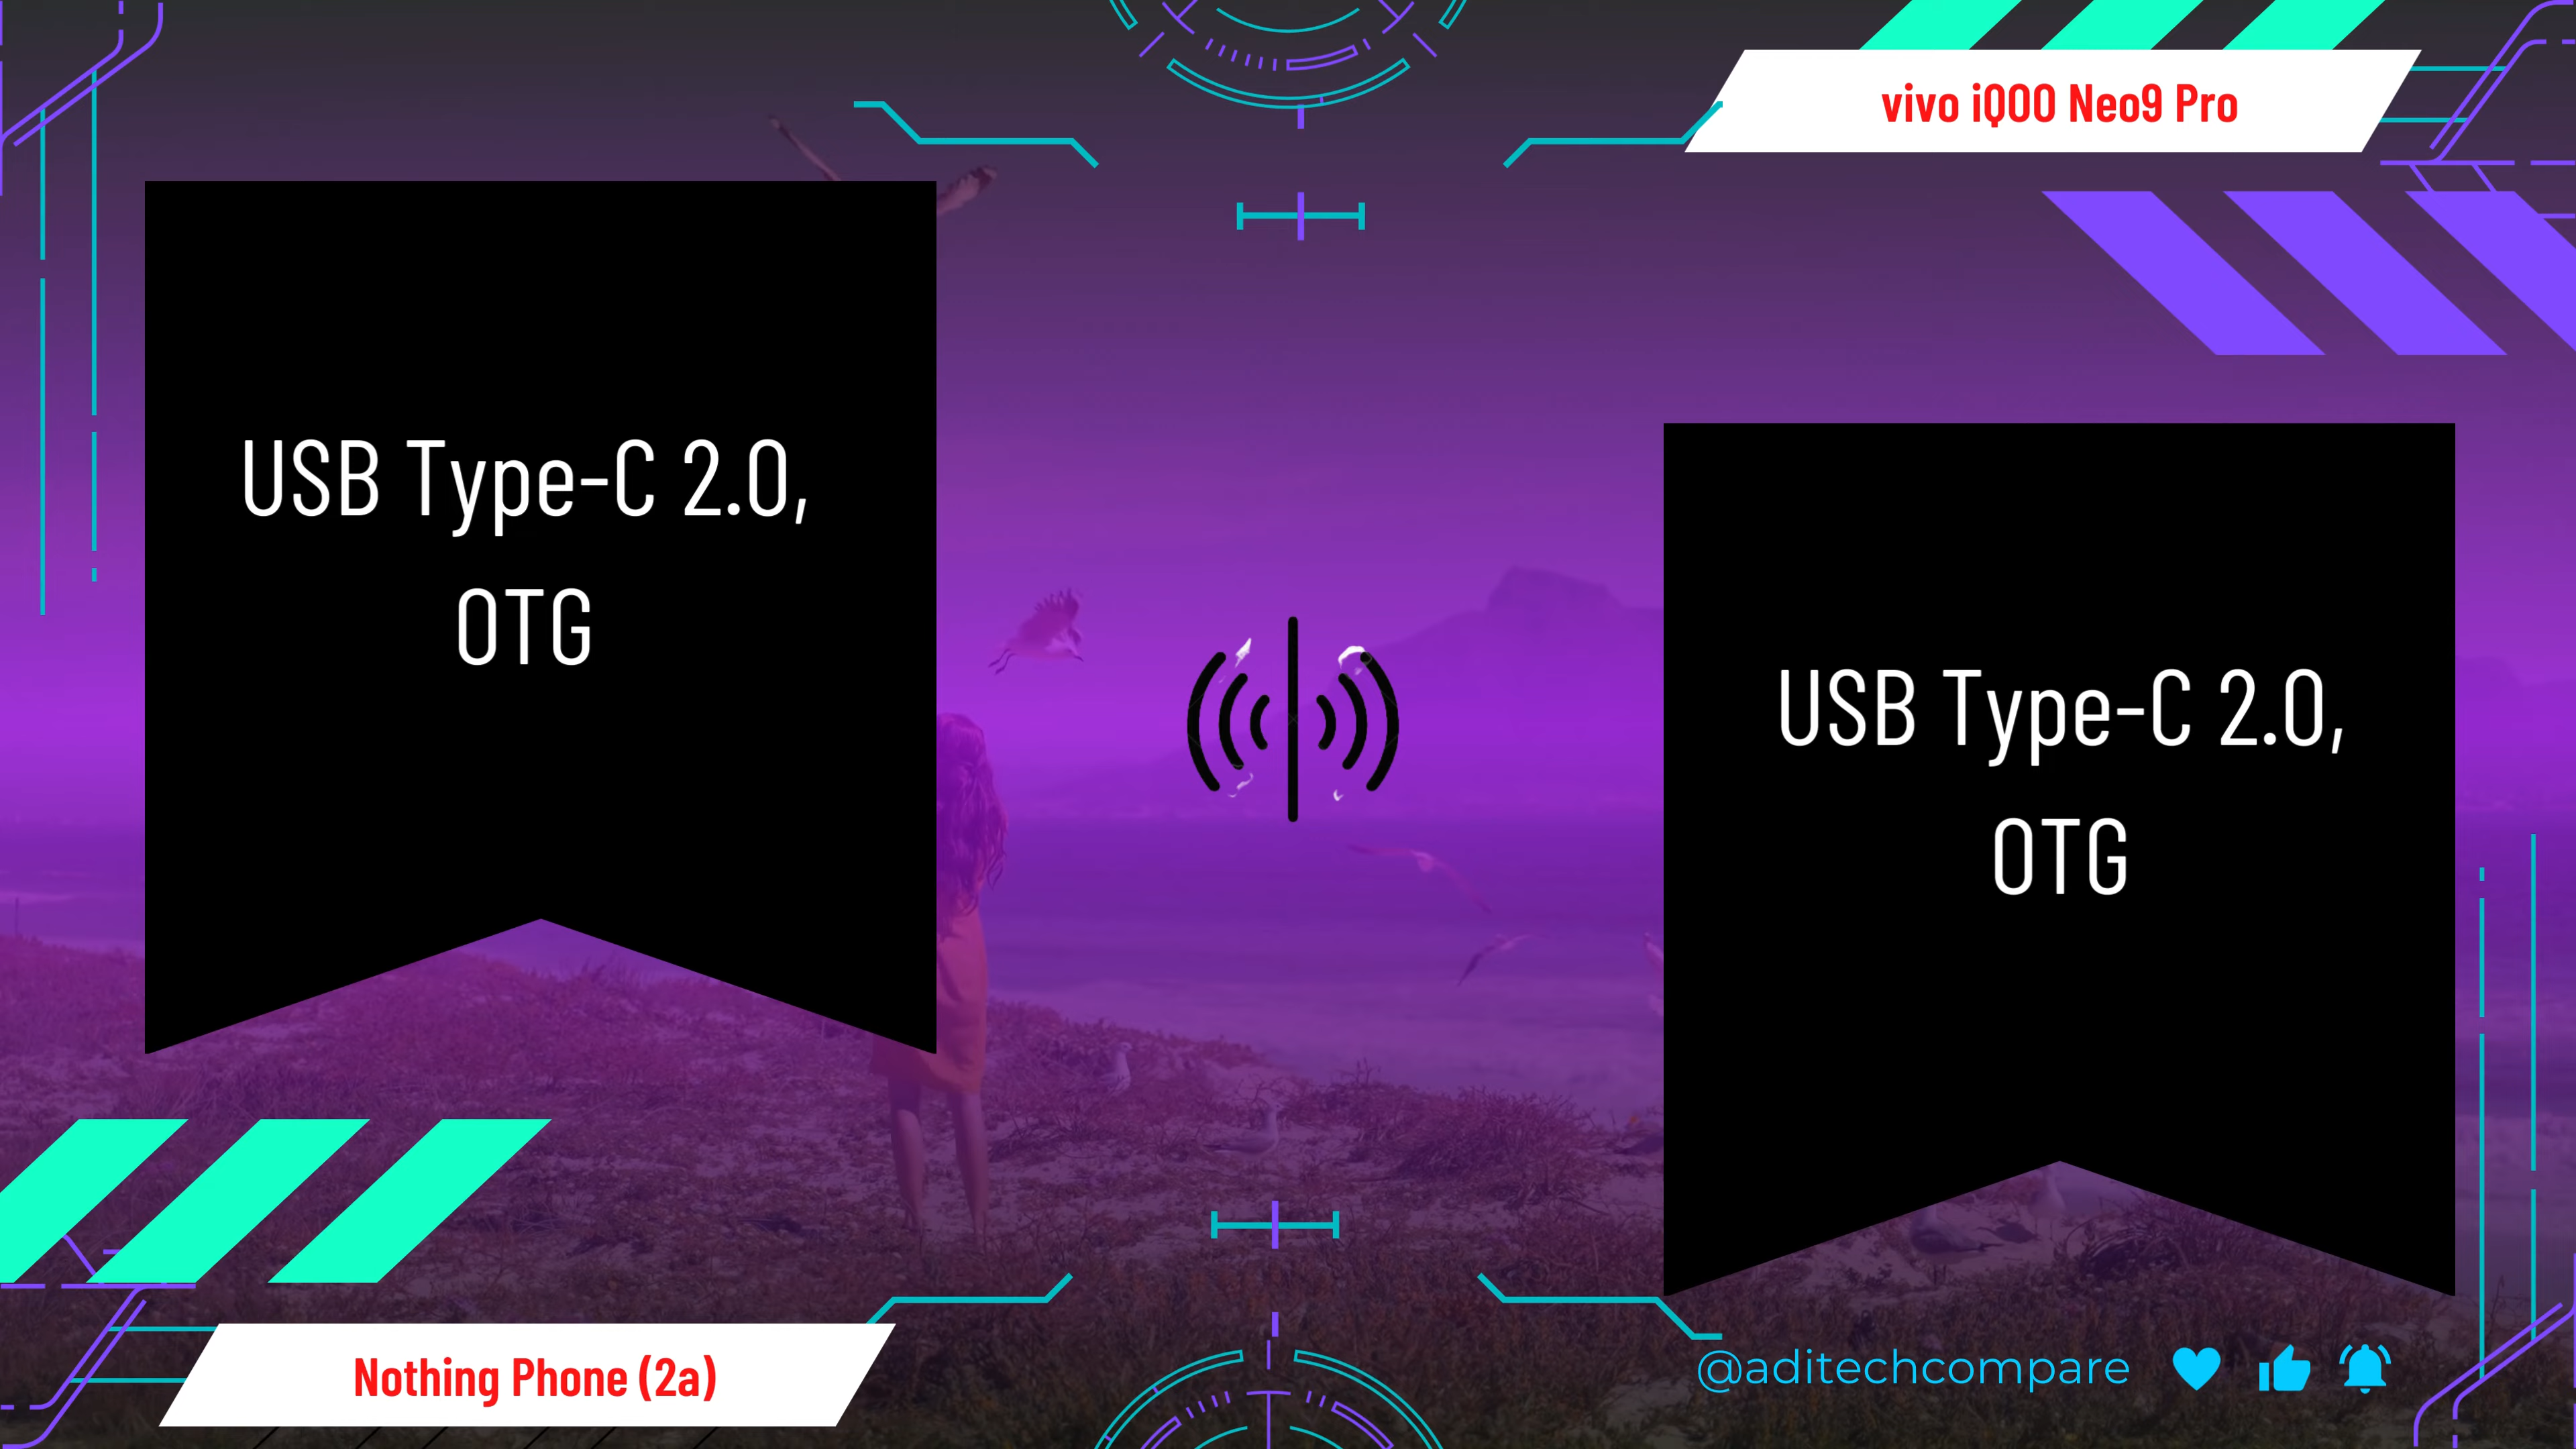 vivo iQOO Neo9 Pro
USB Type-C 2.0,
OTG
USB Type-C 2.0,
OTG
Nothing Phone (2a)
@aditechcompare